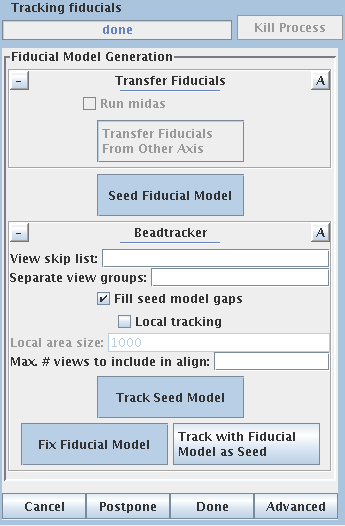 Tracking fiducials
done
Kill Process
Fiducial Model Generation
– Transfer Fiducials A
Run midas
Transfer Fiducials
From Other Axis
Seed Fiducial Model
– Beadtracker A
View skip list:
Separate view groups:
Fill seed model gaps
Local tracking
Local area size: 1000
Max. # views to include in align:
Track Seed Model
Fix Fiducial Model
Track with Fiducial
Model as Seed
Cancel Postpone Done Advanced